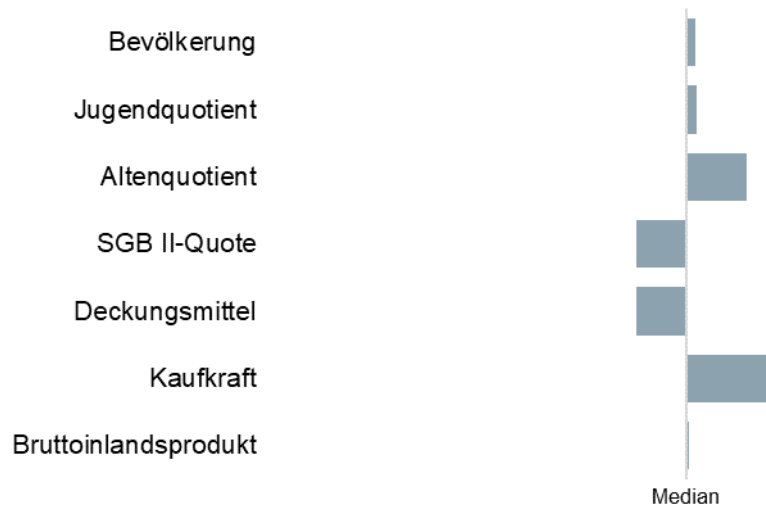 Bevölkerung
Jugendquotient
Altenquotient
SGB II-Quote
Deckungsmittel
Kaufkraft
Bruttoinlandsprodukt
Median